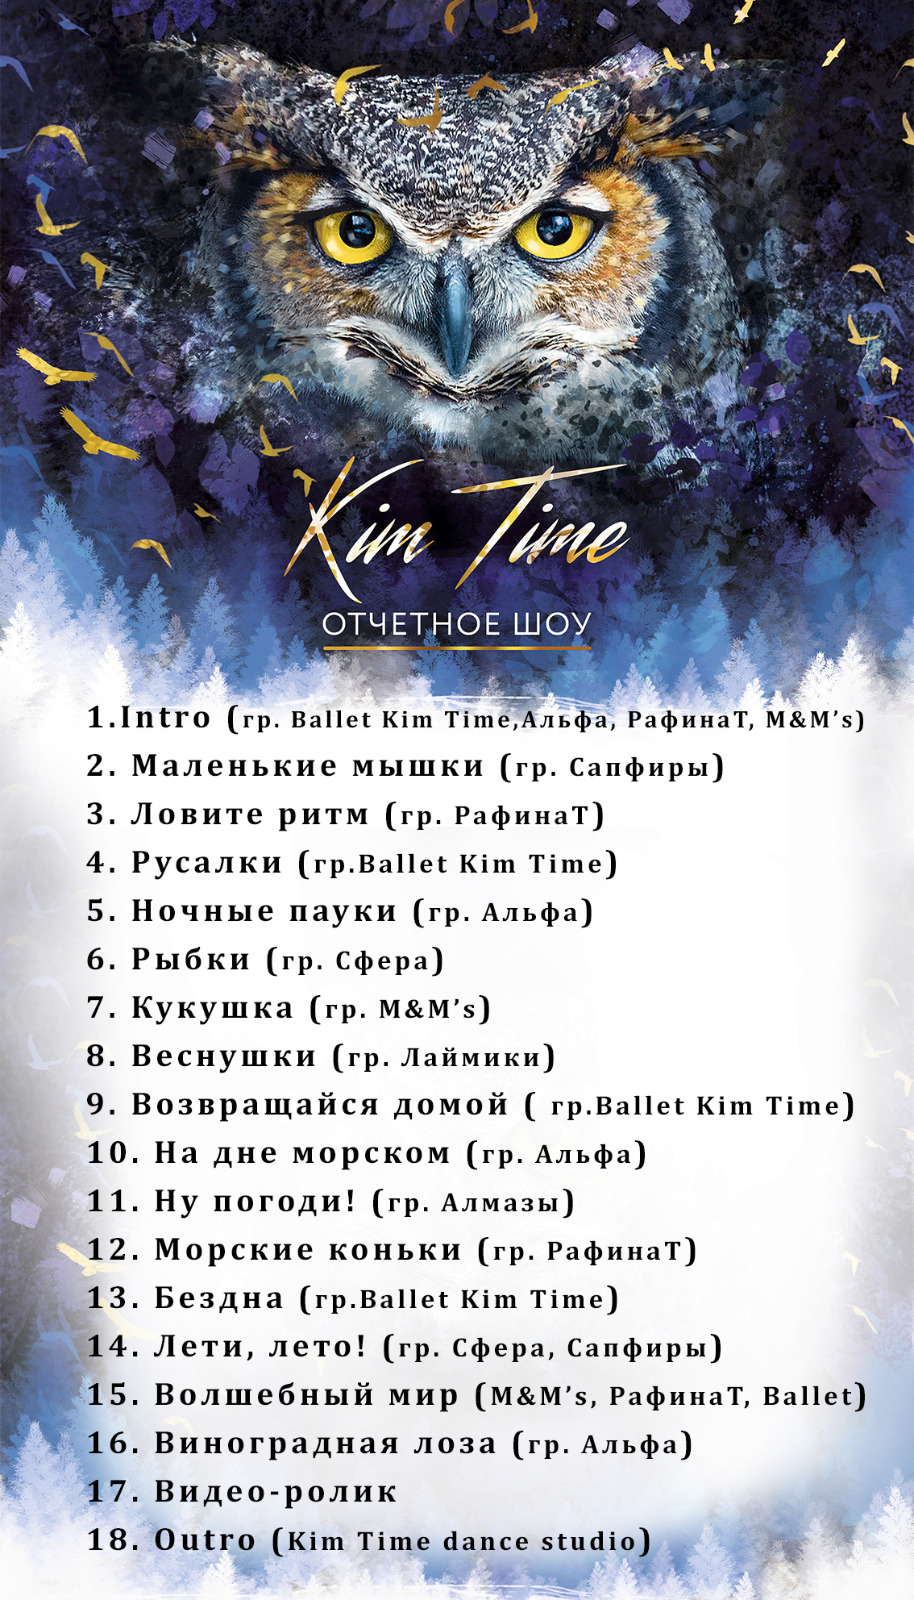 Kim Time
ОТЧЕТНОЕ ШОУ
1.Intro (гр. Ballet Kim Time,Альфа, РафинаТ, M&M’s)
2. Маленькие мышки (гр. Сапфиры)
3. Ловите ритм (гр. РафинаТ)
4. Русалки (гр.Ballet Kim Time)
5. Ночные пауки (гр. Альфа)
6. Рыбки (гр. Сфера)
7. Кукушка (гр. M&M’s)
8. Веснушки (гр. Лаймики)
9. Возвращайся домой ( гр.Ballet Kim Time)
10. На дне морском (гр. Альфа)
11. Ну погоди! (гр. Алмазы)
12. Морские коньки (гр. РафинаТ)
13. Бездна (гр.Ballet Kim Time)
14. Лети, лето! (гр. Сфера, Сапфиры)
15. Волшебный мир (M&M’s, РафинаТ, Ballet)
16. Виноградная лоза (гр. Альфа)
17. Видео-ролик
18. Outro (Kim Time dance studio)